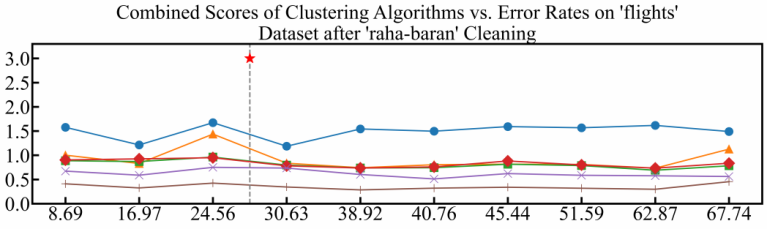 Combined Scores of Clustering Algorithms vs. Error Rates on 'flights'
Dataset after 'raha-baran' Cleaning
3.0
2.5
2.0
1.5
1.0
0.5
0.0
8.69 16.97 24.56 30.63 38.92 40.76 45.44 51.59 62.87 67.74